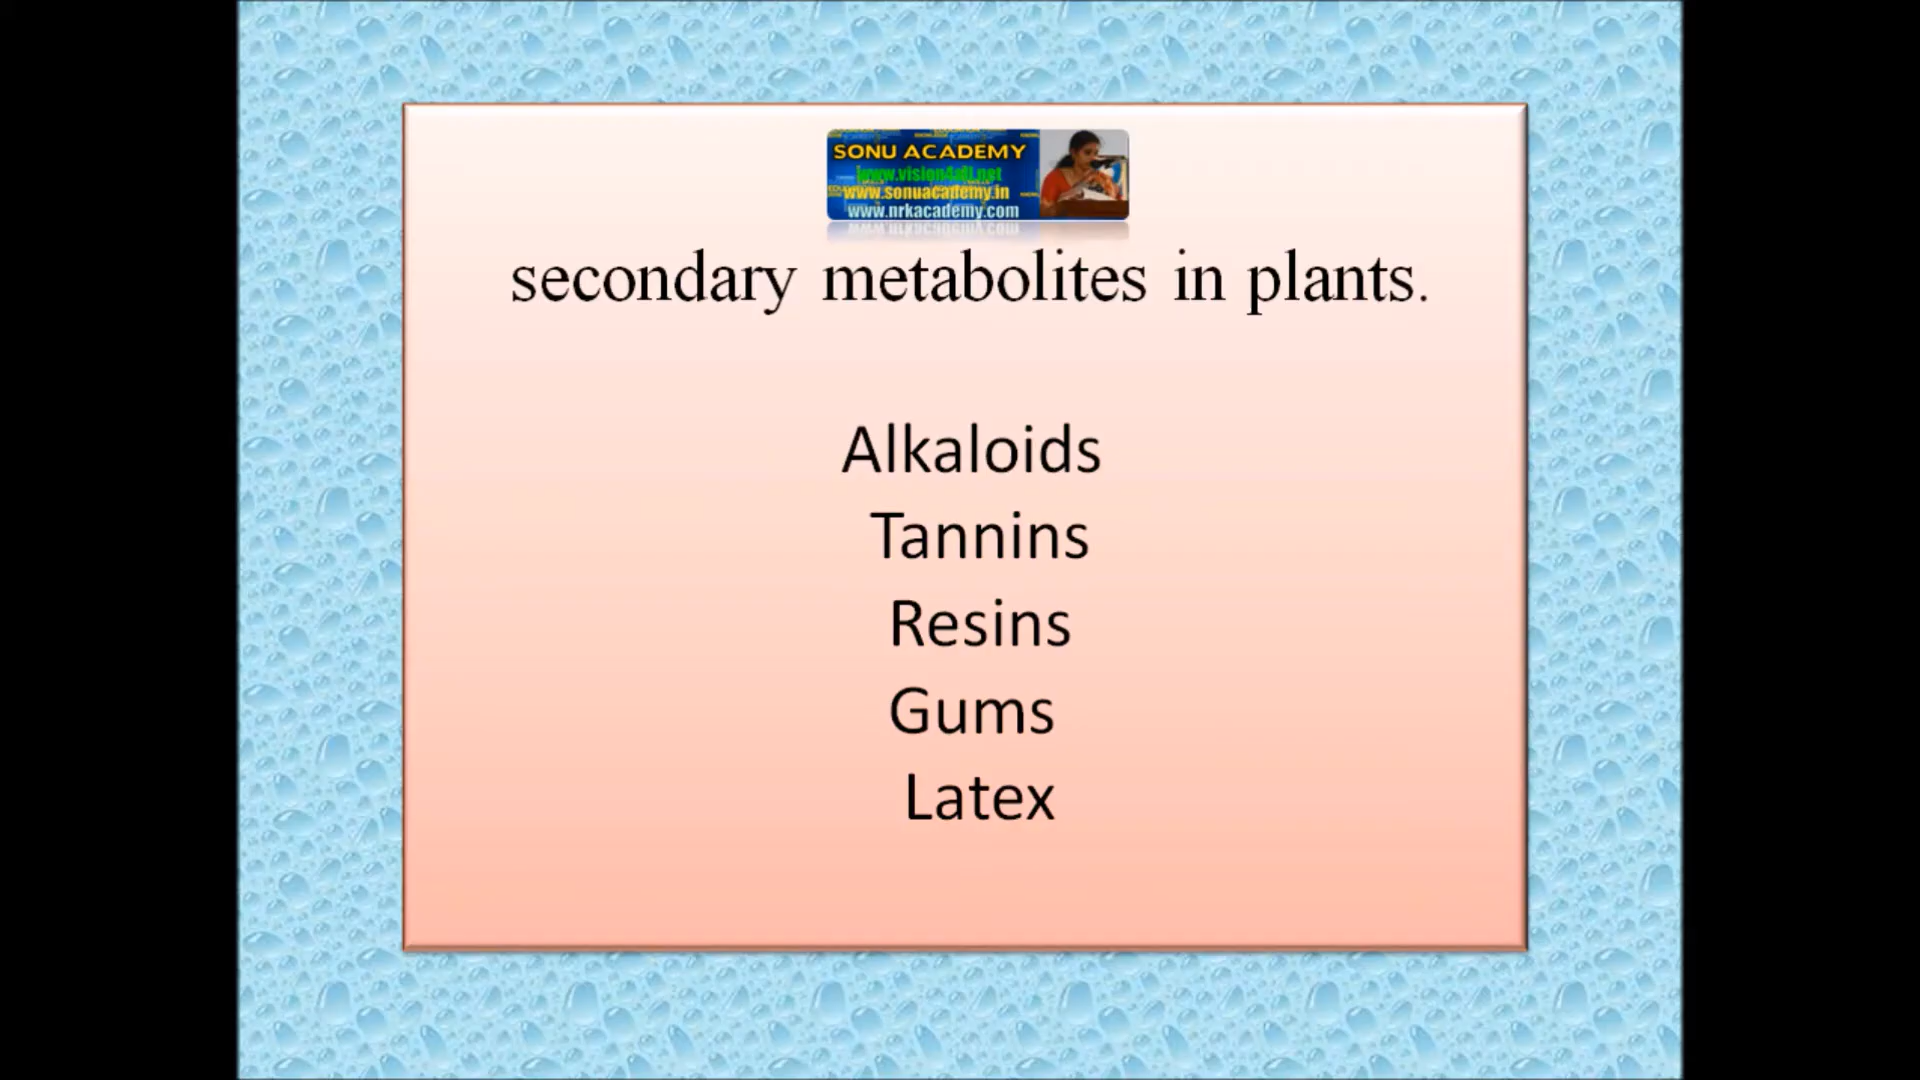 SONU ACADEMY
www.vision4all.net
www.sonuacademy.in
www.nrkacademy.com
secondary metabolites in plants.
Alkaloids
Tannins
Resins
Gums
Latex